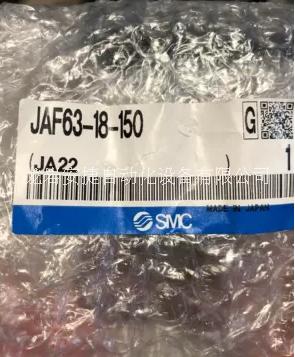 JAF63-18-150
G
(JA22 )
1
SMC
MADE IN JAPAN